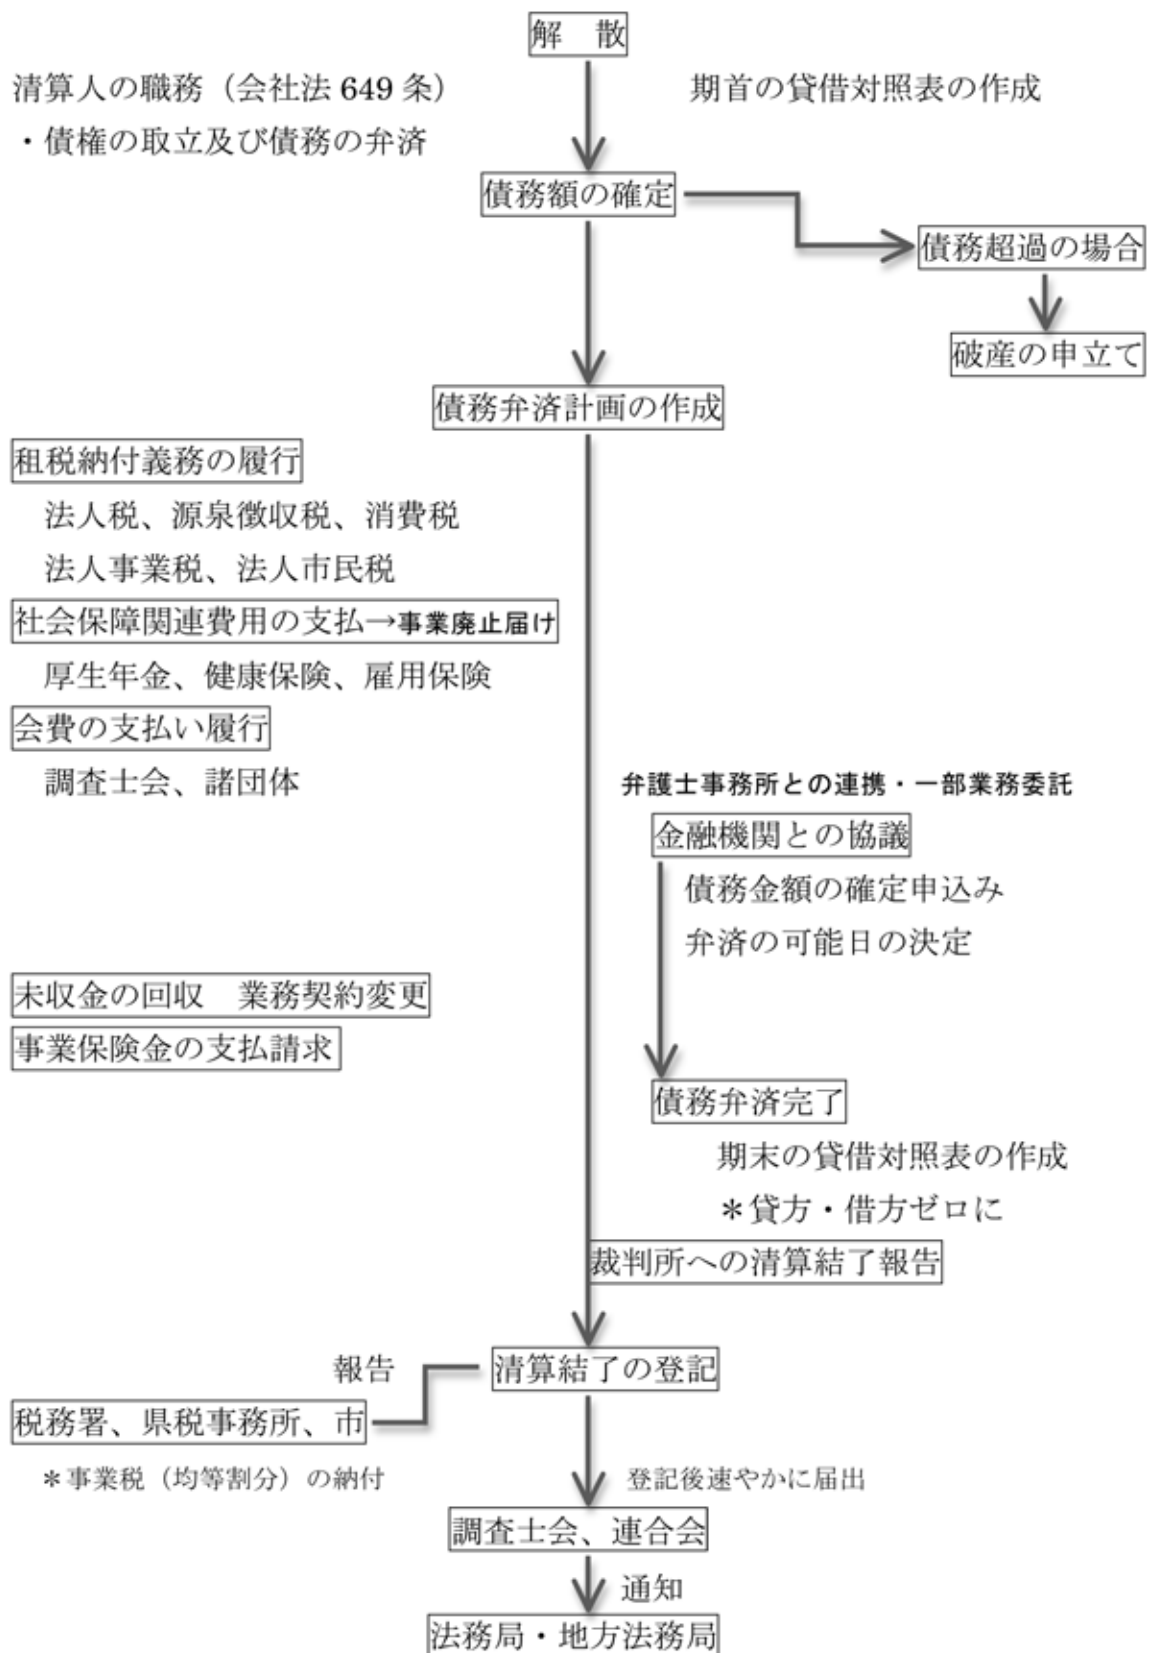 解　散
清算人の職務（会社法 649 条）
期首の貸借対照表の作成
・債権の取立及び債務の弁済
債務額の確定
債務超過の場合
破産の申立て
債務弁済計画の作成
租税納付義務の履行
法人税、源泉徴収税、消費税
法人事業税、法人市民税
社会保障関連費用の支払→事業廃止届け
厚生年金、健康保険、雇用保険
会費の支払い履行
調査士会、諸団体
弁護士事務所との連携・一部業務委託
金融機関との協議
債務金額の確定申込み
弁済の可能日の決定
未収金の回収　業務契約変更
事業保険金の支払請求
債務弁済完了
期末の貸借対照表の作成
＊貸方・借方ゼロに
裁判所への清算結了報告
清算結了の登記
報告
税務署、県税事務所、市
＊事業税（均等割分）の納付
登記後速やかに届出
調査士会、連合会
通知
法務局・地方法務局